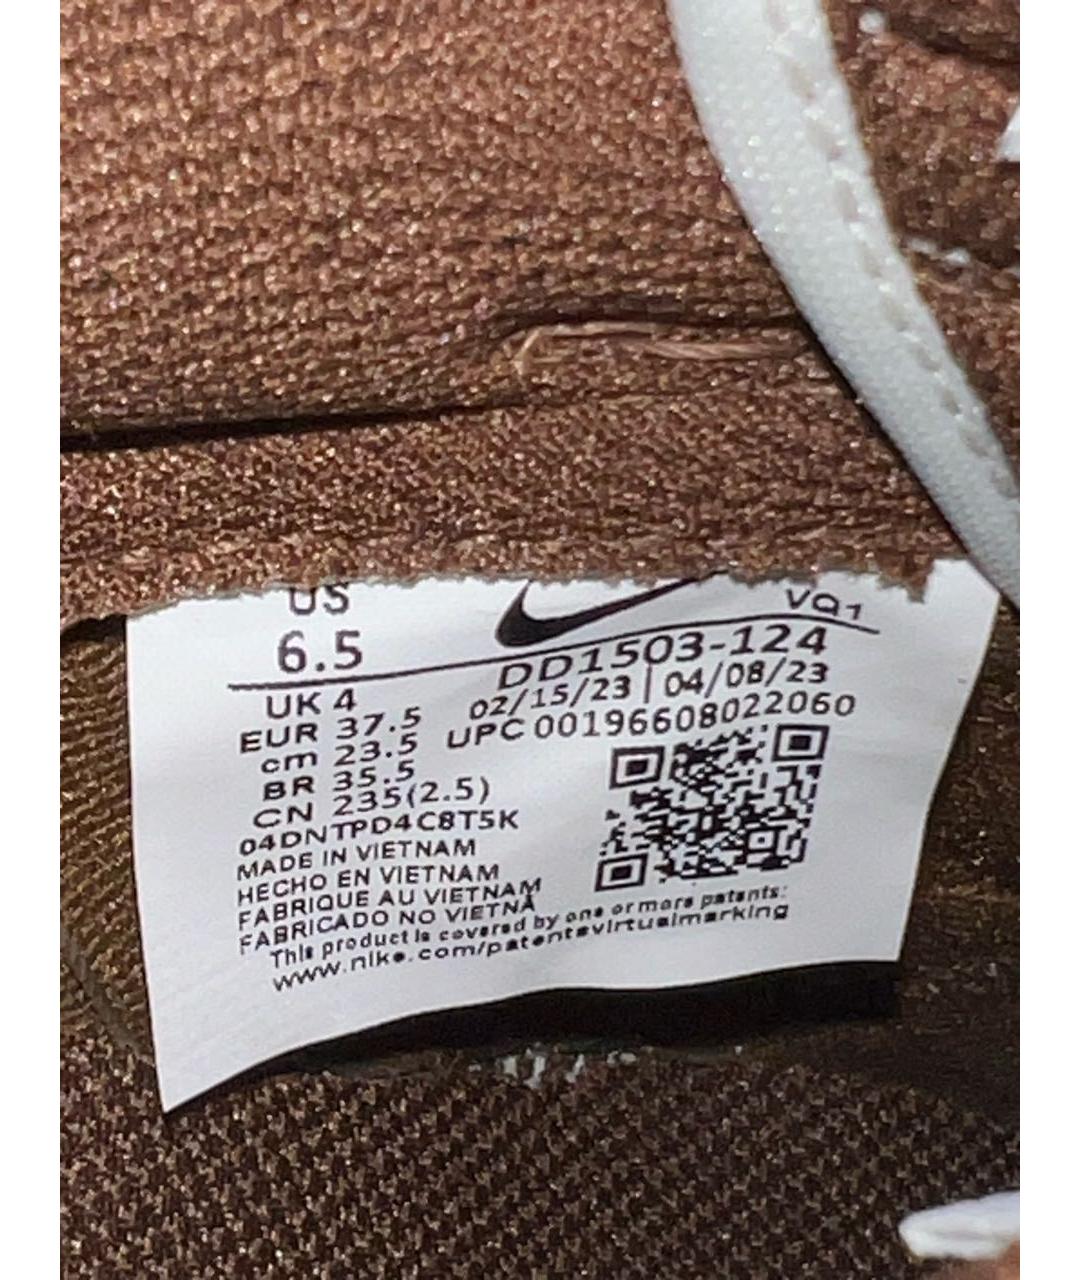 US
6.5
VQ1
DD1503-124
02/15/23 | 04/08/23
UPC 00196608022060
UK 4
EUR 37.5
cm 23.5
BR 35.5
CN 235(2.5)
04DNTPD4C8T5K
MADE IN VIETNAM
HECHO EN VIETNAM
FABRIQUE AU VIETNAM
FABRICADO NO VIETNÃ
This product is covered by one or more patents:
www.nike.com/patentsvirtualmarking